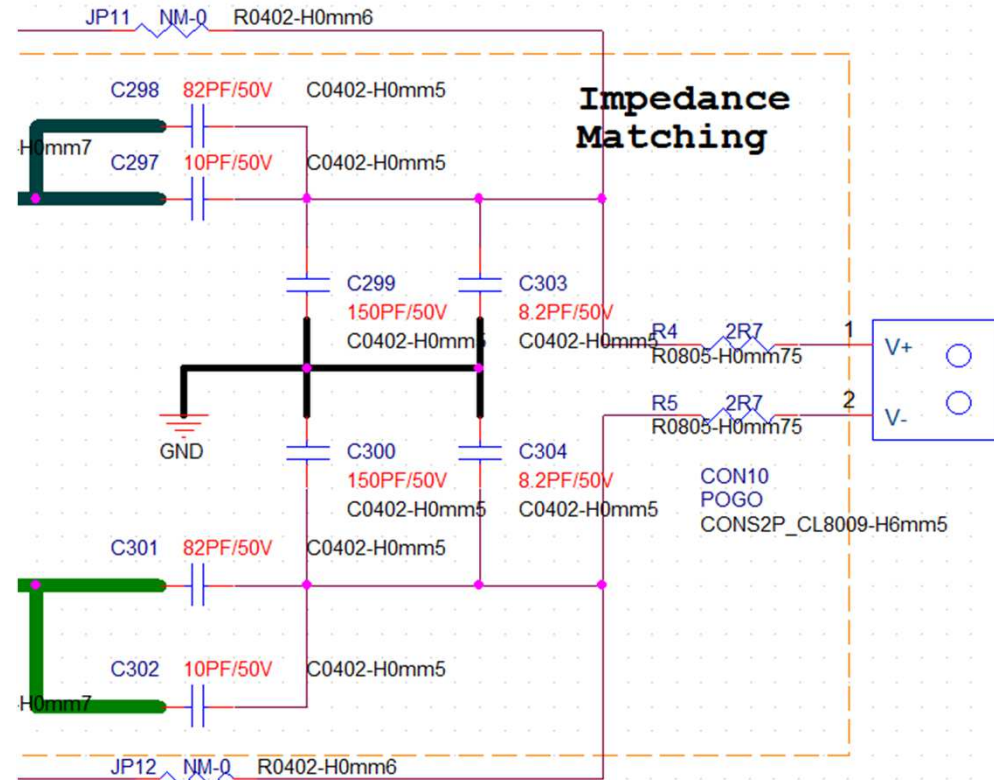 JP11 NM-0 R0402-H0mm6
C298 82PF/50V C0402-H0mm5
Impedance
Matching
H0mm7
C297 10PF/50V C0402-H0mm5
C299
150PF/50V
C0402-H0mm5
C303
8.2PF/50V
C0402-H0mm5
R4 2R7 1
R0805-H0mm75
V+
R5 2R7 2
R0805-H0mm75
V-
GND
C300
150PF/50V
C0402-H0mm5
C304
8.2PF/50V
C0402-H0mm5
CON10
POGO
CONS2P_CL8009-H6mm5
C301 82PF/50V C0402-H0mm5
C302 10PF/50V C0402-H0mm5
H0mm7
JP12 NM-0 R0402-H0mm6